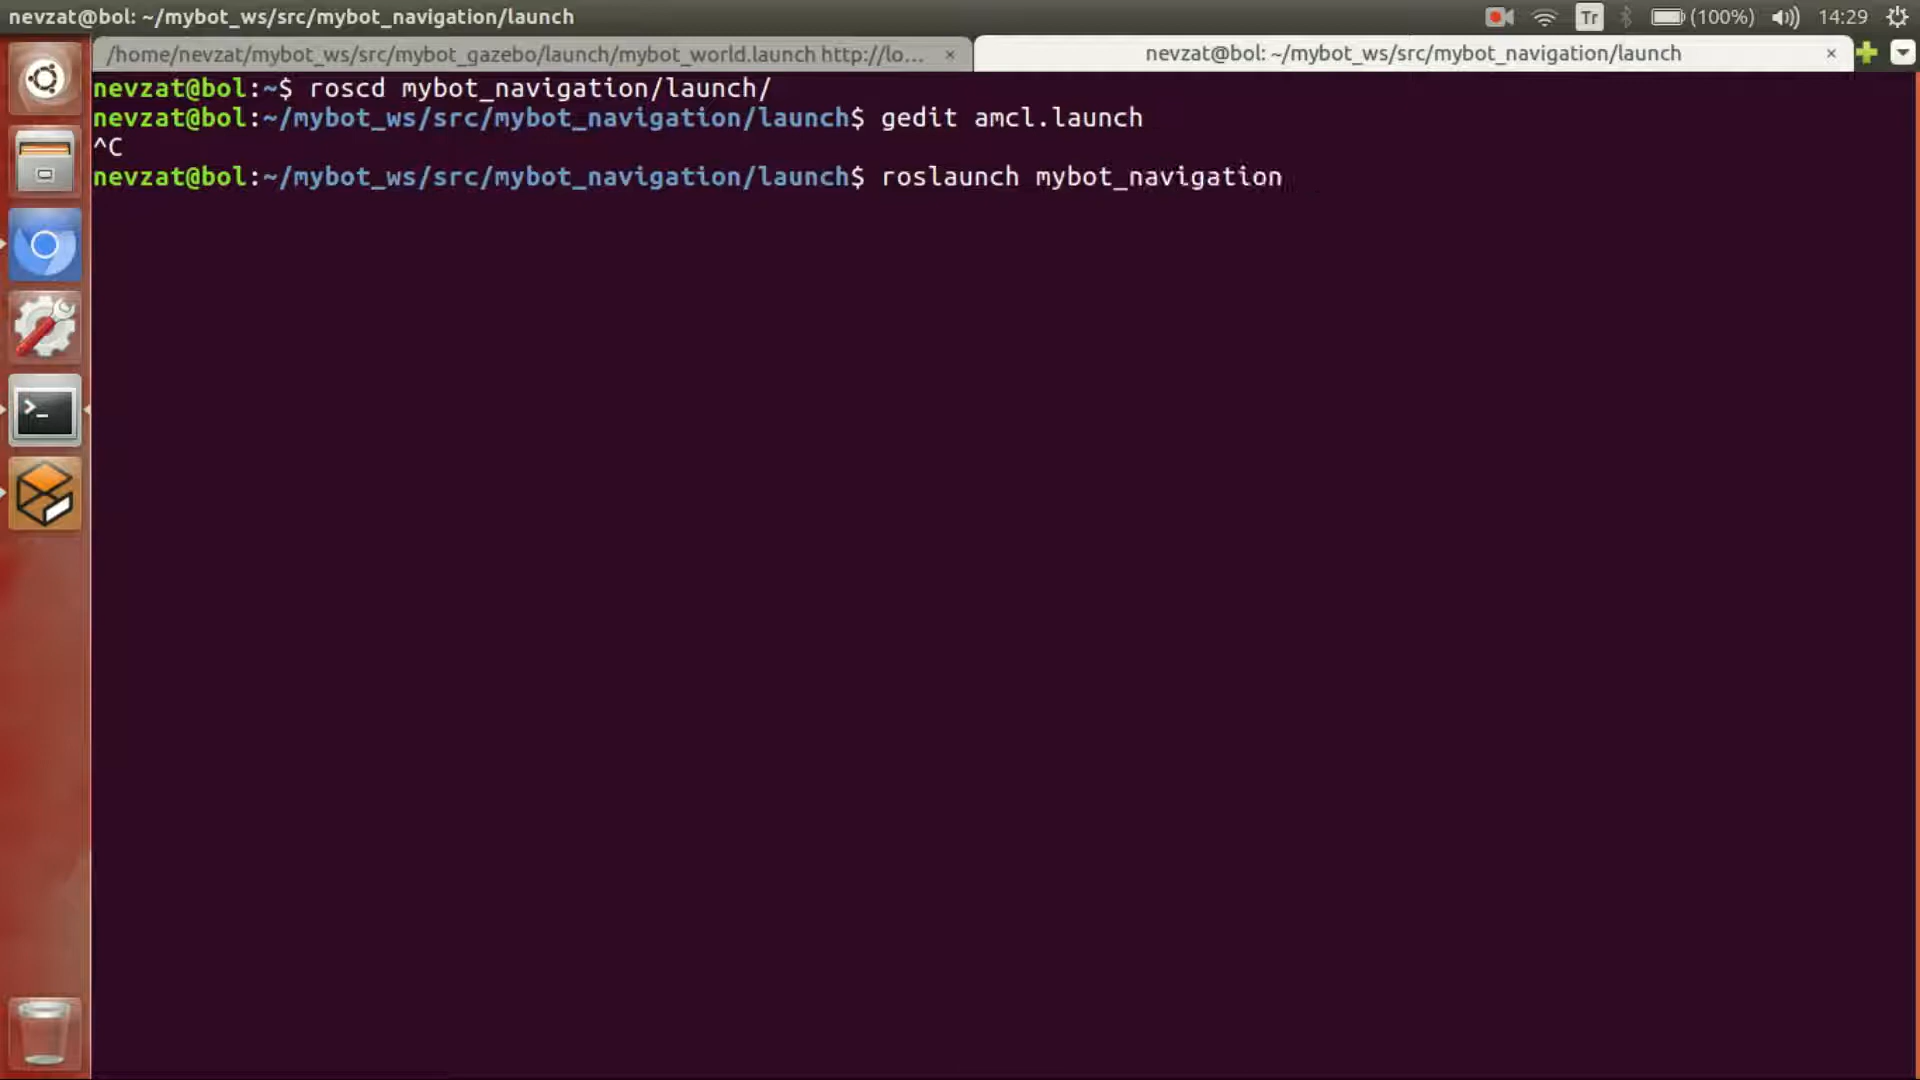 nevzat@bol: ~/mybot_ws/src/mybot_navigation/launch
Tr
(100%)
14:29
/home/nevzat/mybot_ws/src/mybot_gazebo/launch/mybot_world.launch http://lo... ×
nevzat@bol: ~/mybot_ws/src/mybot_navigation/launch ×
nevzat@bol:~$ roscd mybot_navigation/launch/
nevzat@bol:~/mybot_ws/src/mybot_navigation/launch$ gedit amcl.launch
^C
nevzat@bol:~/mybot_ws/src/mybot_navigation/launch$ roslaunch mybot_navigation
>_